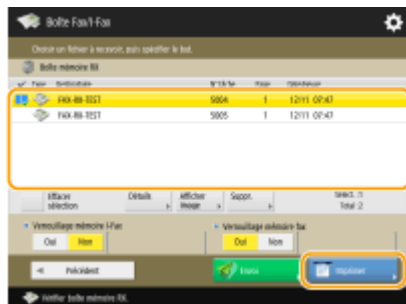 Boîte Fax/I-Fax
Choisir un fichier à recevoir, puis spécifier le but.
Boîte mémoire RX
Type Destinataire N° TX/RX Page Date/Heure
FAX-RX-TEST 5004 1 12/11 07:47
FAX-RX-TEST 5005 1 12/11 07:47
Effacer sélection Détails Afficher image Suppr. Sélect. :1
Total 2
Verrouillage mémoire I-Fax Verrouillage mémoire fax
Oui Non Oui Non
Précédent Envoi Imprimer
Vérifier boîte mémoire RX.